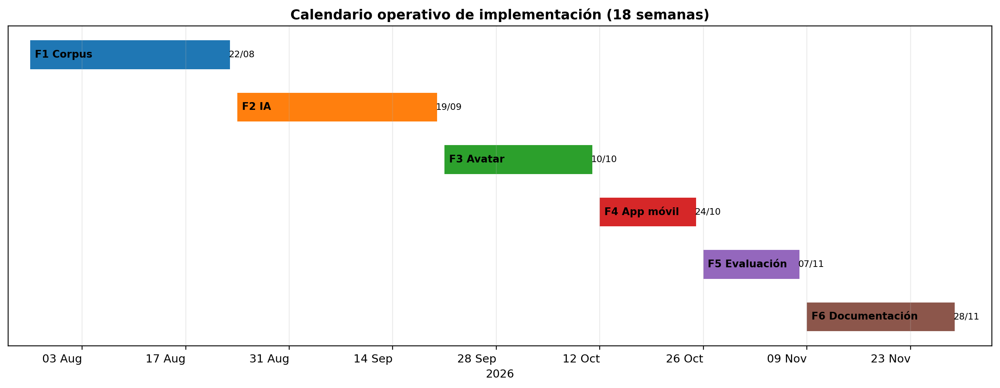 Calendario operativo de implementación (18 semanas)
F1 Corpus 22/08
F2 IA 19/09
F3 Avatar 10/10
F4 App móvil 24/10
F5 Evaluación 07/11
F6 Documentación 28/11
03 Aug 17 Aug 31 Aug 14 Sep 28 Sep 12 Oct 26 Oct 09 Nov 23 Nov
2026